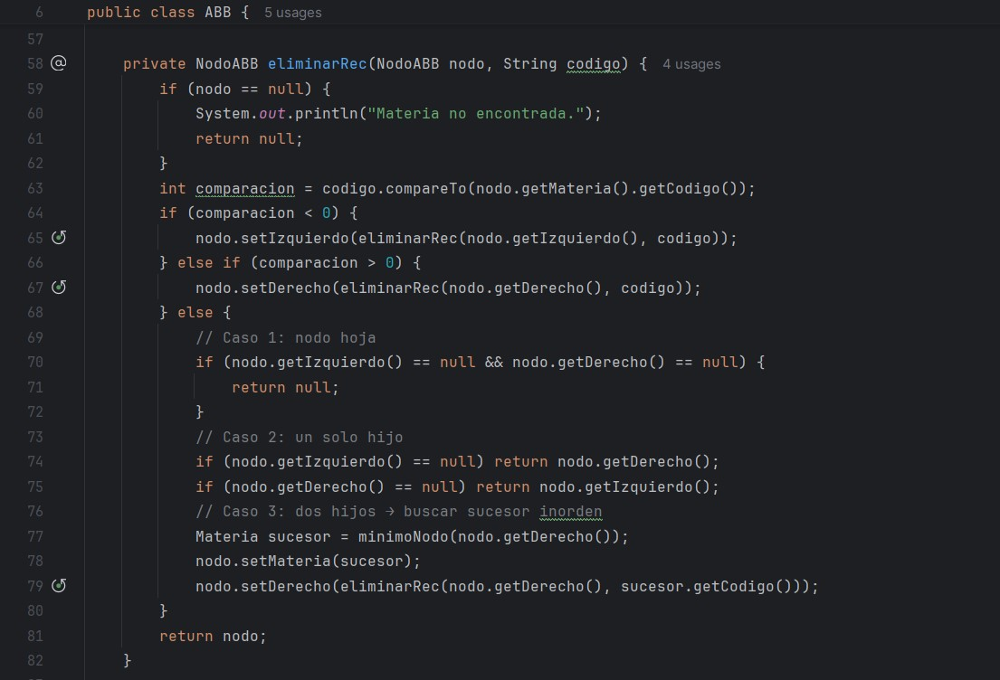 6 public class ABB { 5 usages
57
58 @ private NodoABB eliminarRec(NodoABB nodo, String codigo) { 4 usages
59 if (nodo == null) {
60 System.out.println("Materia no encontrada.");
61 return null;
62 }
63 int comparacion = codigo.compareTo(nodo.getMateria().getCodigo());
64 if (comparacion < 0) {
65 nodo.setIzquierdo(eliminarRec(nodo.getIzquierdo(), codigo));
66 } else if (comparacion > 0) {
67 nodo.setDerecho(eliminarRec(nodo.getDerecho(), codigo));
68 } else {
69 // Caso 1: nodo hoja
70 if (nodo.getIzquierdo() == null && nodo.getDerecho() == null) {
71 return null;
72 }
73 // Caso 2: un solo hijo
74 if (nodo.getIzquierdo() == null) return nodo.getDerecho();
75 if (nodo.getDerecho() == null) return nodo.getIzquierdo();
76 // Caso 3: dos hijos → buscar sucesor inorden
77 Materia sucesor = minimoNodo(nodo.getDerecho());
78 nodo.setMateria(sucesor);
79 nodo.setDerecho(eliminarRec(nodo.getDerecho(), sucesor.getCodigo()));
80 }
81 return nodo;
82 }